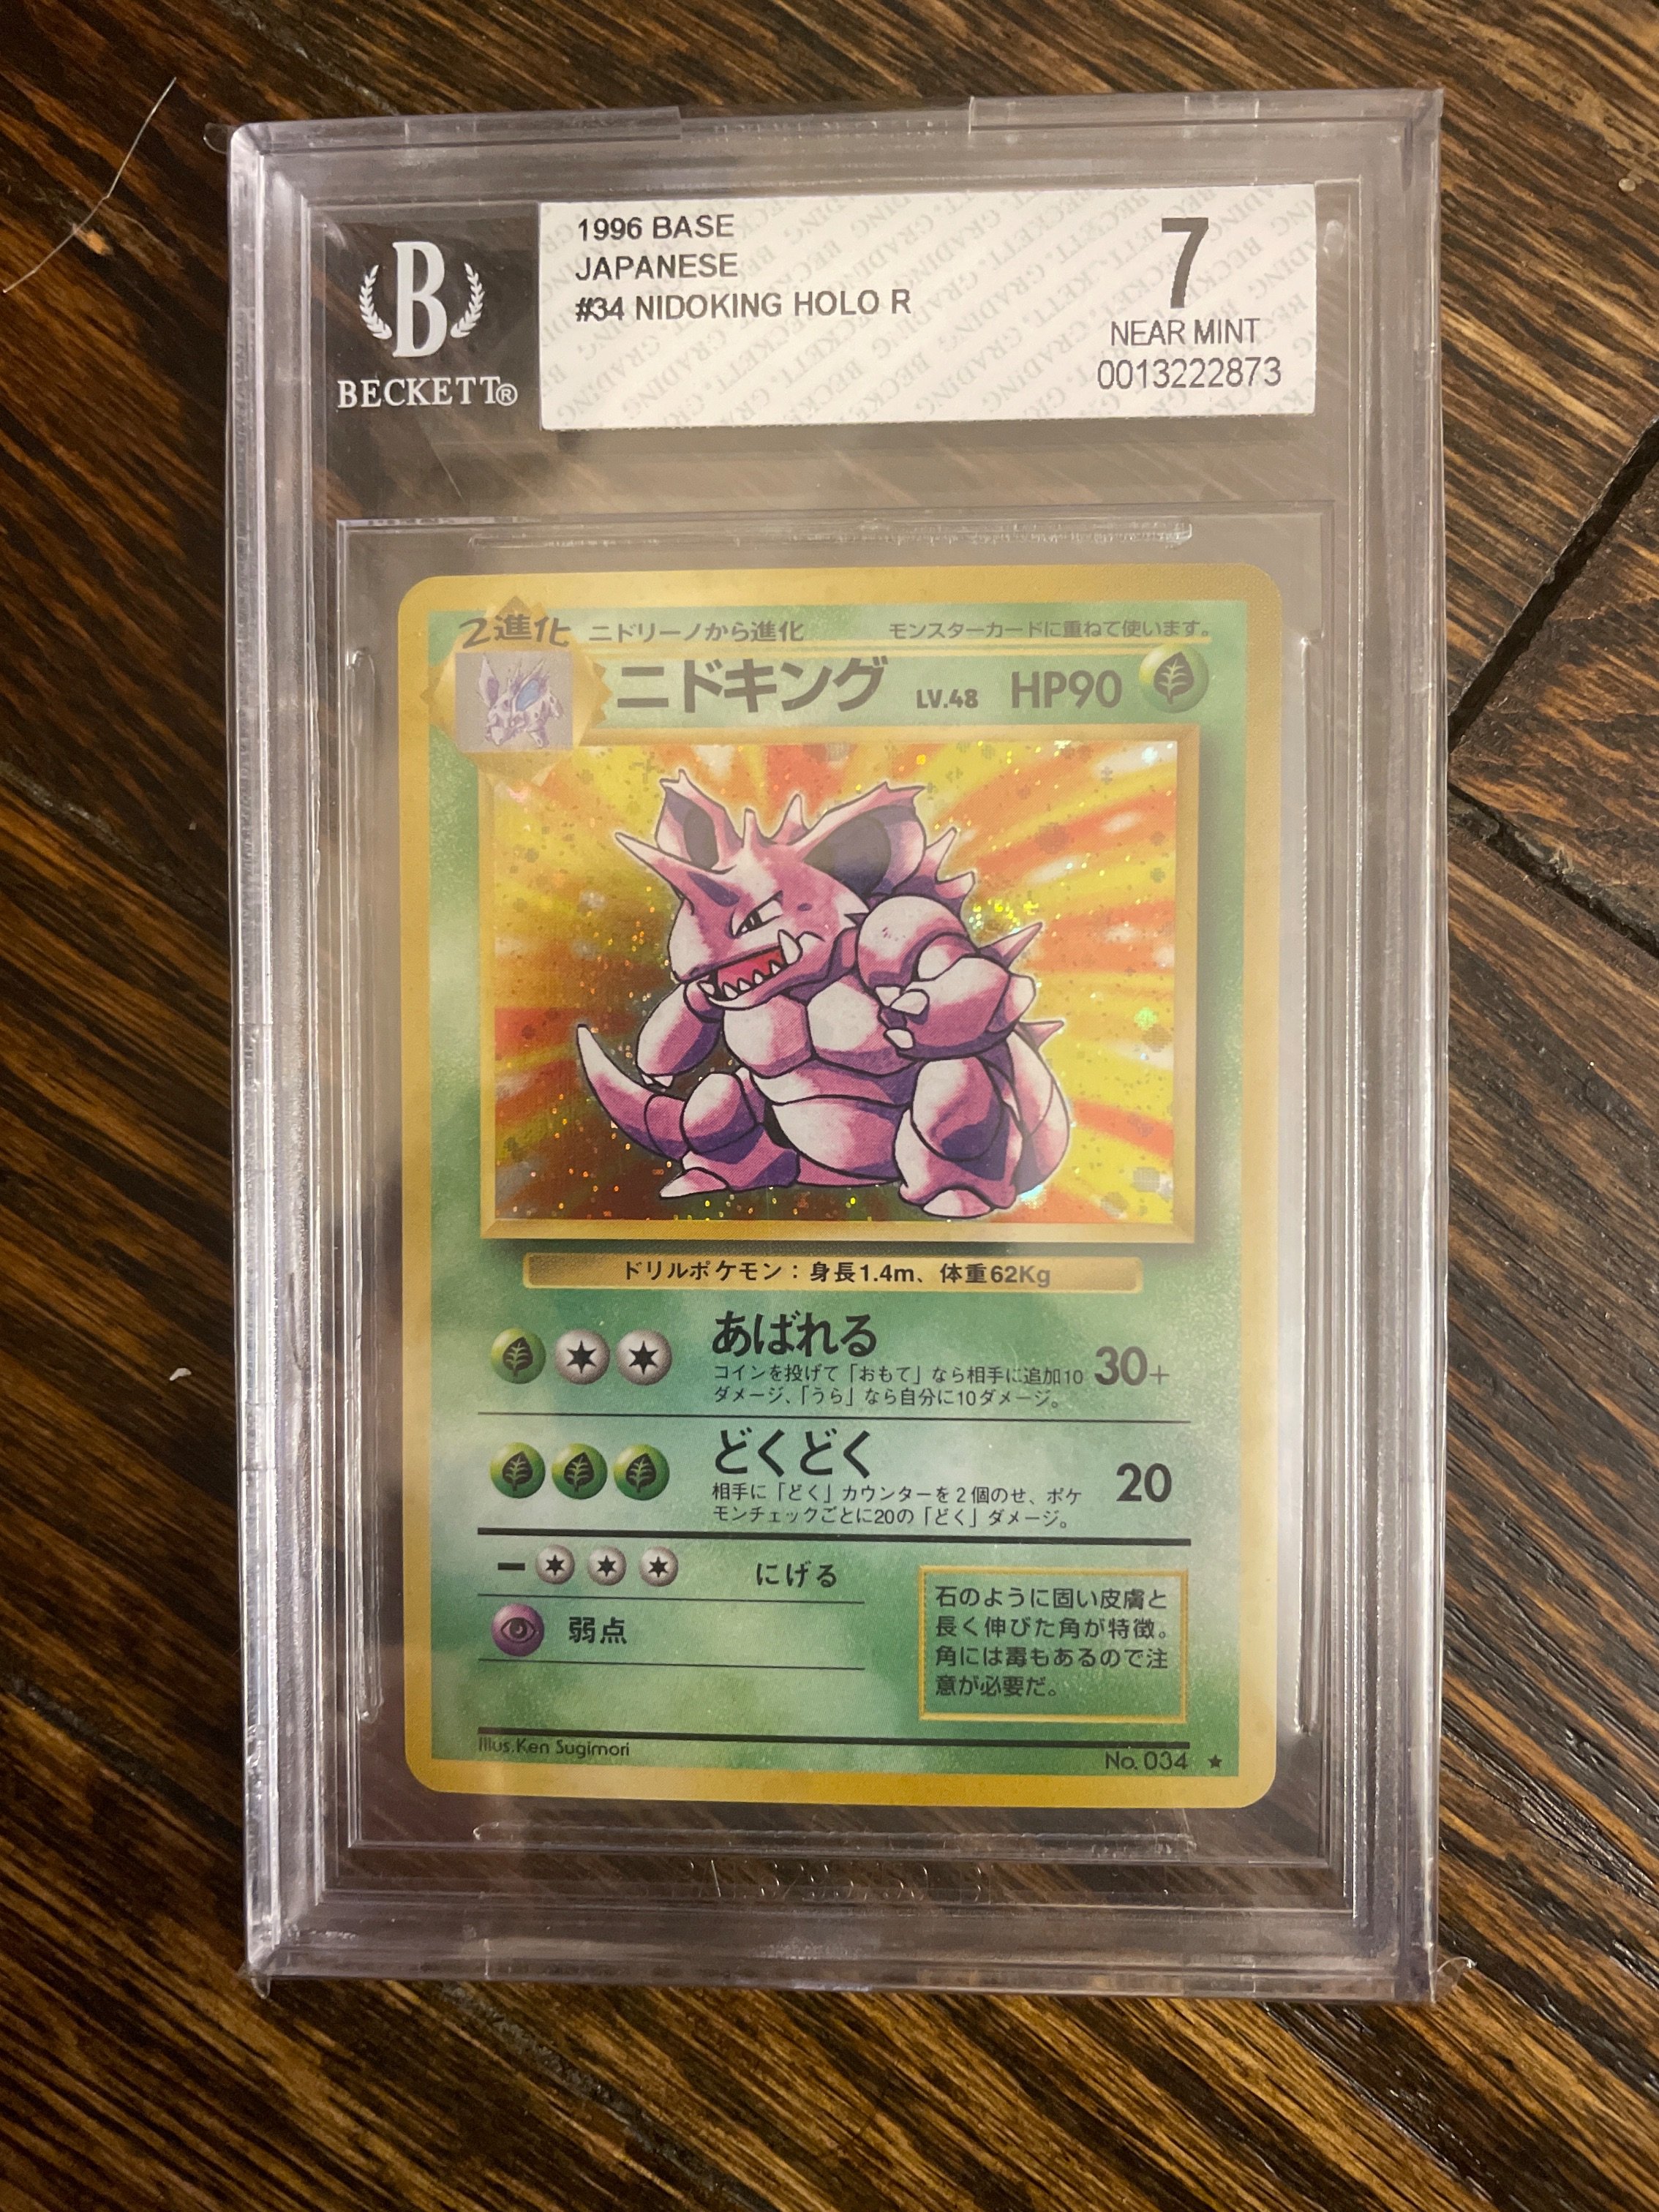 1996 BASE
JAPANESE
#34 NIDOKING HOLO R
7
NEAR MINT
0013222873
B
BECKETT®
2進化 ニドリーノから進化 モンスターカードに重ねて使います。
ニドキング LV.48 HP90
ドリルポケモン：身長1.4m、体重62Kg
あばれる
コインを投げて「おもて」なら相手に追加10 30+
ダメージ、「うら」なら自分に10ダメージ。
どくどく
相手に「どく」カウンターを2個のせ、ポケ 20
モンチェックごとに20の「どく」ダメージ。
にげる
弱点
石のように固い皮膚と
長く伸びた角が特徴。
角には毒もあるので注
意が必要だ。
Illus.Ken Sugimori
No. 034 ★